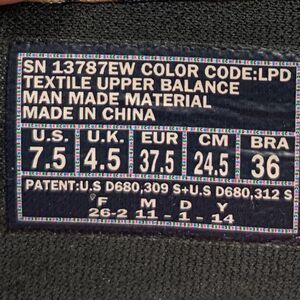 SN 13787EW COLOR CODE:LPD
TEXTILE UPPER BALANCE
MAN MADE MATERIAL
MADE IN CHINA
U.S. U.K. EUR CM BRA
7.5 4.5 37.5 24.5 36
PATENT:U.S D680,309 S+U.S D680,312 S
F M D Y
26-2 11-1-14